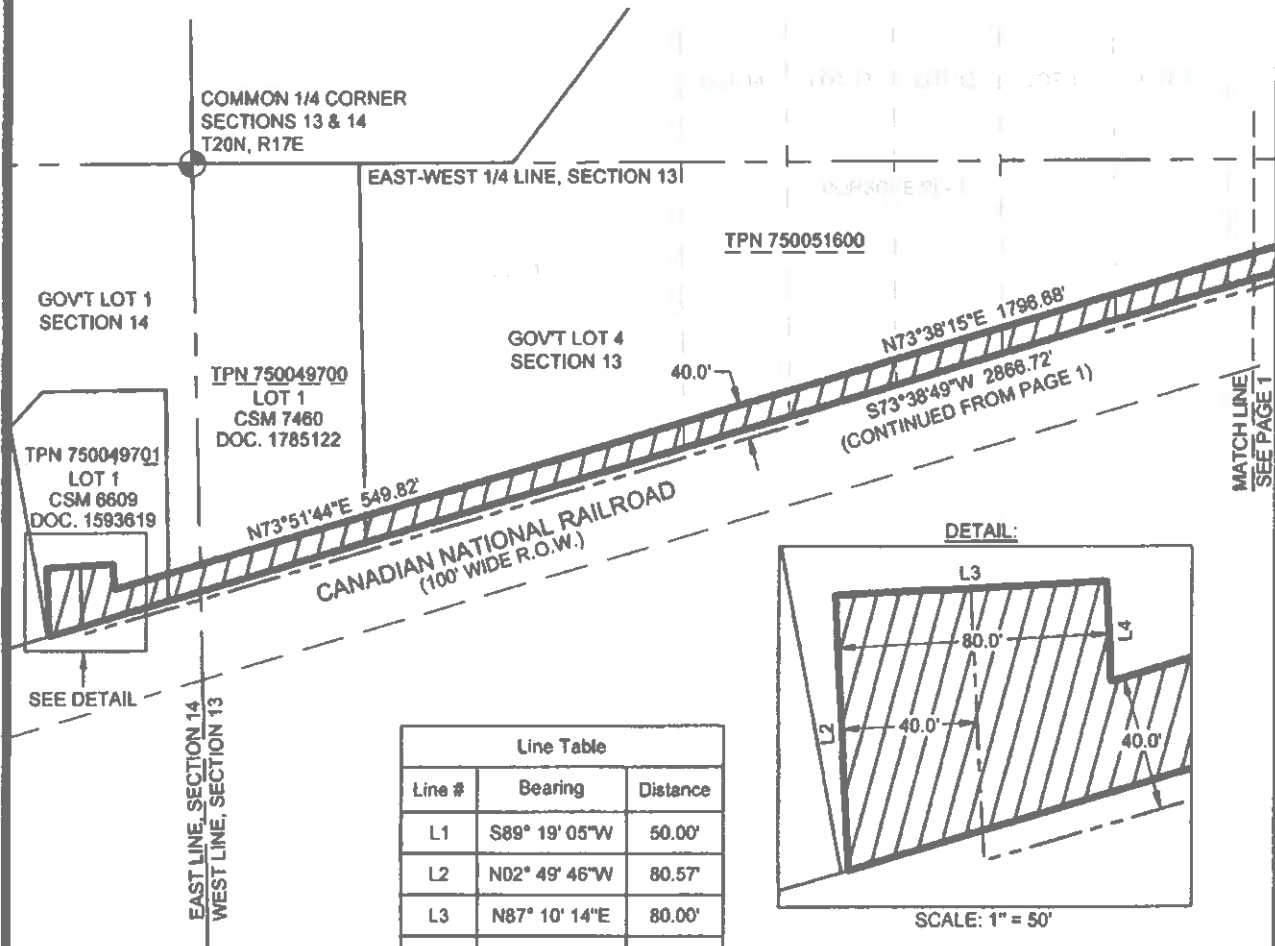 COMMON 1/4 CORNER
SECTIONS 13 & 14
T20N, R17E
EAST-WEST 1/4 LINE, SECTION 13
TPN 750051600
GOV'T LOT 1
SECTION 14
GOV'T LOT 4
SECTION 13
TPN 750049700
LOT 1
CSM 7460
DOC. 1785122
40.0'
N73°38'15"E 1796.68'
S73°38'49"W 2866.72'
(CONTINUED FROM PAGE 1)
MATCH LINE
SEE PAGE 1
TPN 750049701
LOT 1
CSM 6609
DOC. 1593619
N73°51'44"E 549.82'
CANADIAN NATIONAL RAILROAD
(100' WIDE R.O.W.)
SEE DETAIL
EAST LINE, SECTION 14
WEST LINE, SECTION 13
DETAIL:
L3
80.0'
L4
L2
40.0'
40.0'
SCALE: 1" = 50'
Line Table
Line # Bearing Distance
L1 S89° 19' 05"W 50.00'
L2 N02° 49' 46"W 80.57'
L3 N87° 10' 14"E 80.00'